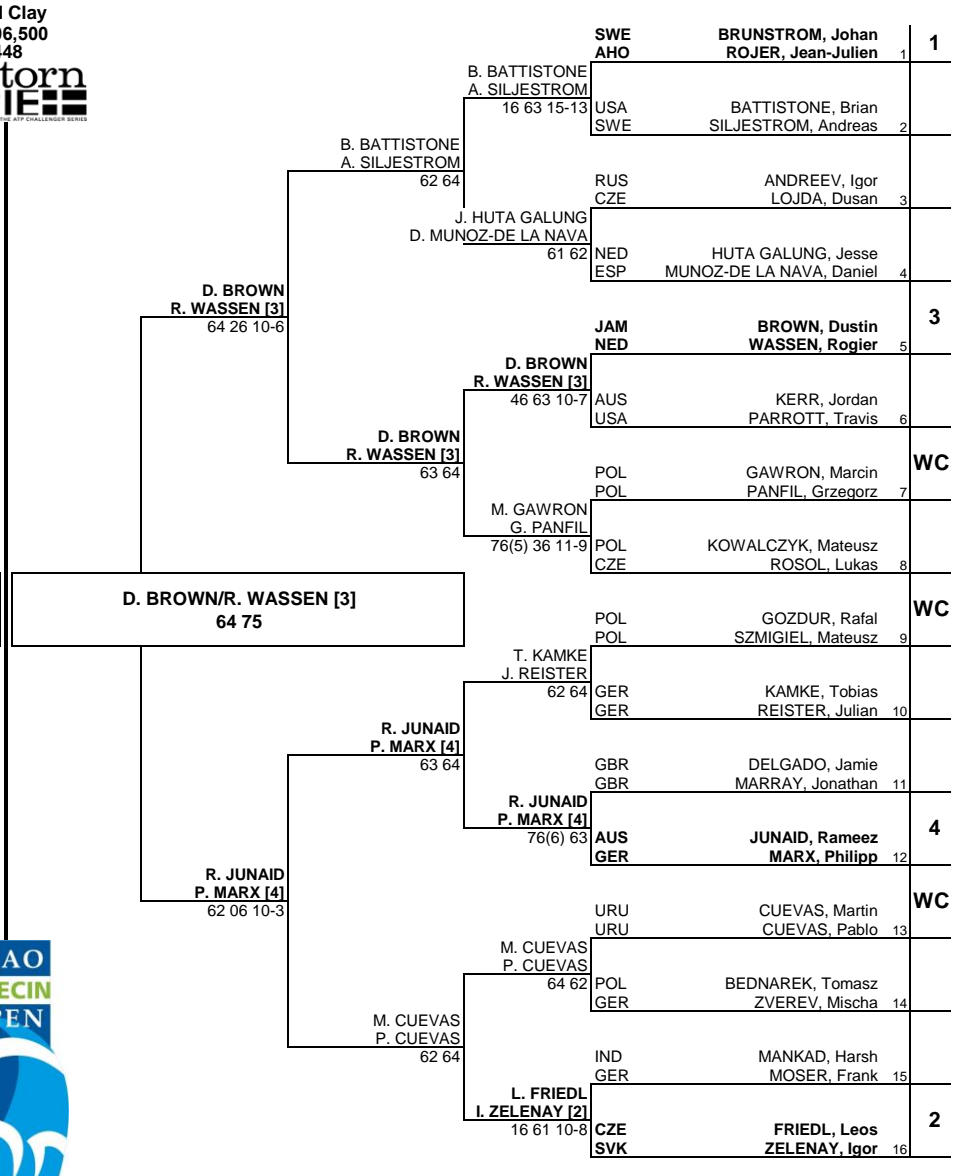 l Clay
06,500
448
torn
IE
THE ATP CHALLENGER SERIES
SWE BRUNSTROM, Johan
AHO ROJER, Jean-Julien 1
1
B. BATTISTONE
A. SILJESTROM
16 63 15-13
USA BATTISTONE, Brian
SWE SILJESTROM, Andreas 2
B. BATTISTONE
A. SILJESTROM
62 64
RUS ANDREEV, Igor
CZE LOJDA, Dusan 3
J. HUTA GALUNG
D. MUNOZ-DE LA NAVA
61 62
NED HUTA GALUNG, Jesse
ESP MUNOZ-DE LA NAVA, Daniel 4
D. BROWN
R. WASSEN [3]
64 26 10-6
JAM BROWN, Dustin
NED WASSEN, Rogier 5
3
D. BROWN
R. WASSEN [3]
46 63 10-7
AUS KERR, Jordan
USA PARROTT, Travis 6
D. BROWN
R. WASSEN [3]
63 64
POL GAWRON, Marcin
POL PANFIL, Grzegorz 7
WC
M. GAWRON
G. PANFIL
76(5) 36 11-9
POL KOWALCZYK, Mateusz
CZE ROSOL, Lukas 8
D. BROWN/R. WASSEN [3]
64 75
POL GOZDUR, Rafal
POL SZMIGIEL, Mateusz 9
WC
T. KAMKE
J. REISTER
62 64
GER KAMKE, Tobias
GER REISTER, Julian 10
R. JUNAID
P. MARX [4]
63 64
GBR DELGADO, Jamie
GBR MARRAY, Jonathan 11
R. JUNAID
P. MARX [4]
76(6) 63
AUS JUNAID, Rameez
GER MARX, Philipp 12
4
R. JUNAID
P. MARX [4]
62 06 10-3
URU CUEVAS, Martin
URU CUEVAS, Pablo 13
WC
M. CUEVAS
P. CUEVAS
64 62
POL BEDNAREK, Tomasz
GER ZVEREV, Mischa 14
M. CUEVAS
P. CUEVAS
62 64
IND MANKAD, Harsh
GER MOSER, Frank 15
L. FRIEDL
I. ZELENAY [2]
16 61 10-8
CZE FRIEDL, Leos
SVK ZELENAY, Igor 16
2
AO
ECIN
PEN